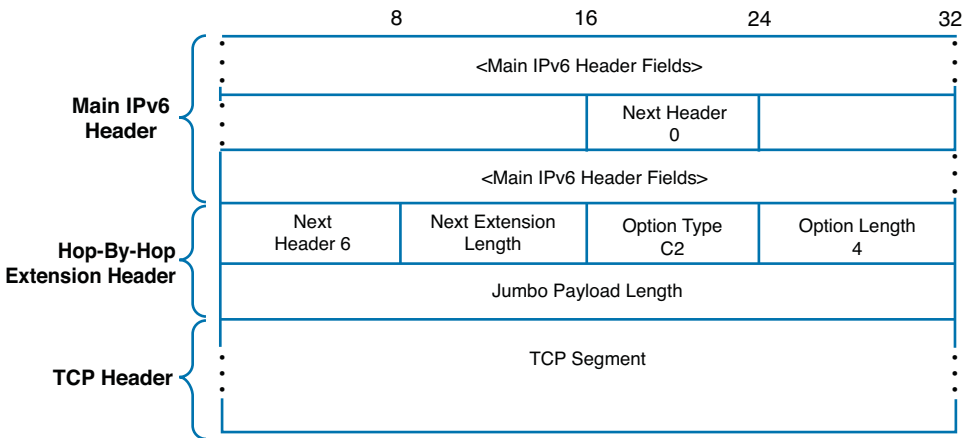 8 16 24 32
<Main IPv6 Header Fields>
Main IPv6
Header
Next Header
0
<Main IPv6 Header Fields>
Hop-By-Hop
Extension Header
Next
Header 6
Next Extension
Length
Option Type
C2
Option Length
4
Jumbo Payload Length
TCP Header
TCP Segment